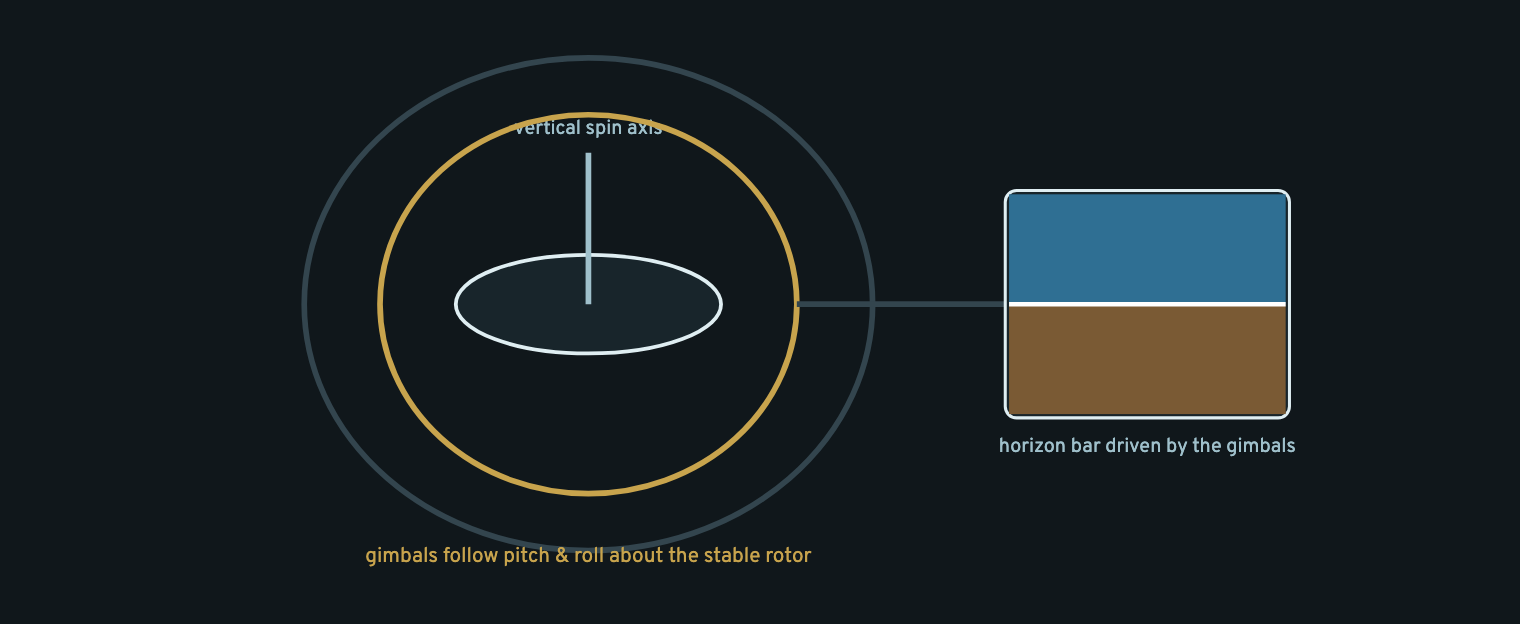 vertical spin axis
horizon bar driven by the gimbals
gimbals follow pitch & roll about the stable rotor